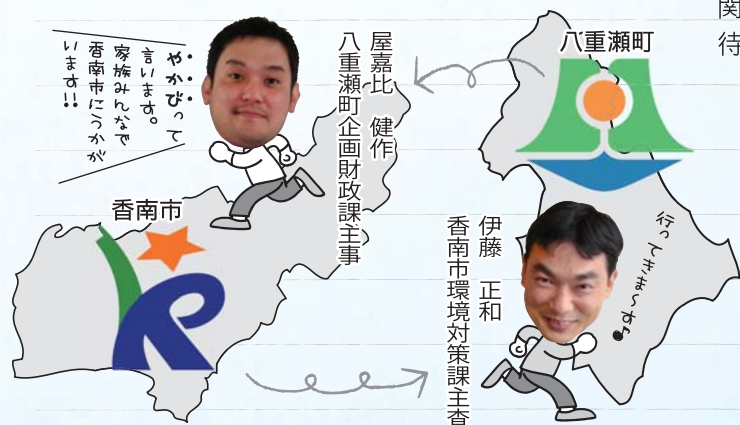 関
待
やかびって
言います。
家族みんなで
香南市にうかが
います!!
屋嘉比 健作
八重瀬町企画財政課主事
八重瀬町
香南市
伊藤 正和
香南市環境対策課主査
行ってきま〜す♪